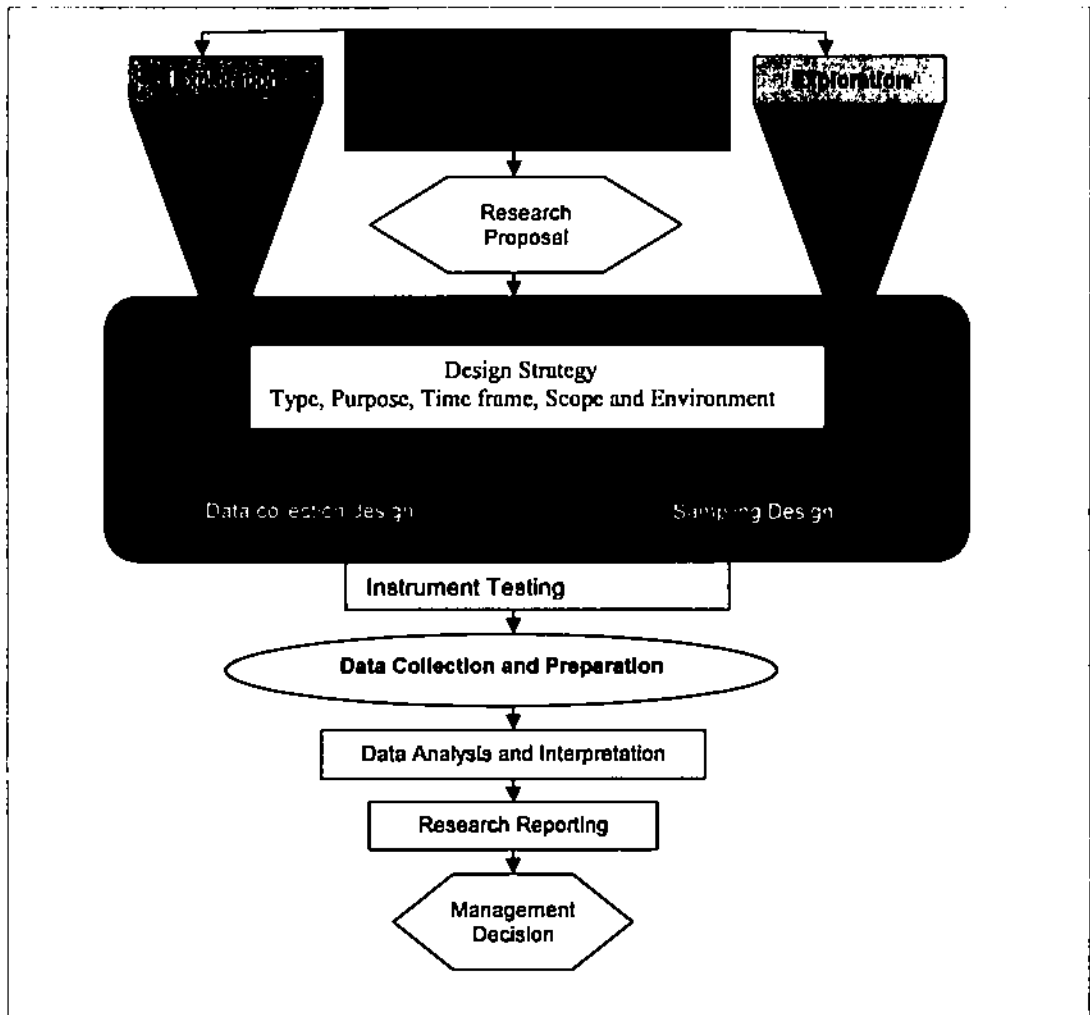 Exploration
Exploration
Research
Proposal
Design Strategy
Type, Purpose, Time frame, Scope and Environment
Data collection design
Sampling Design
Instrument Testing
Data Collection and Preparation
Data Analysis and Interpretation
Research Reporting
Management
Decision